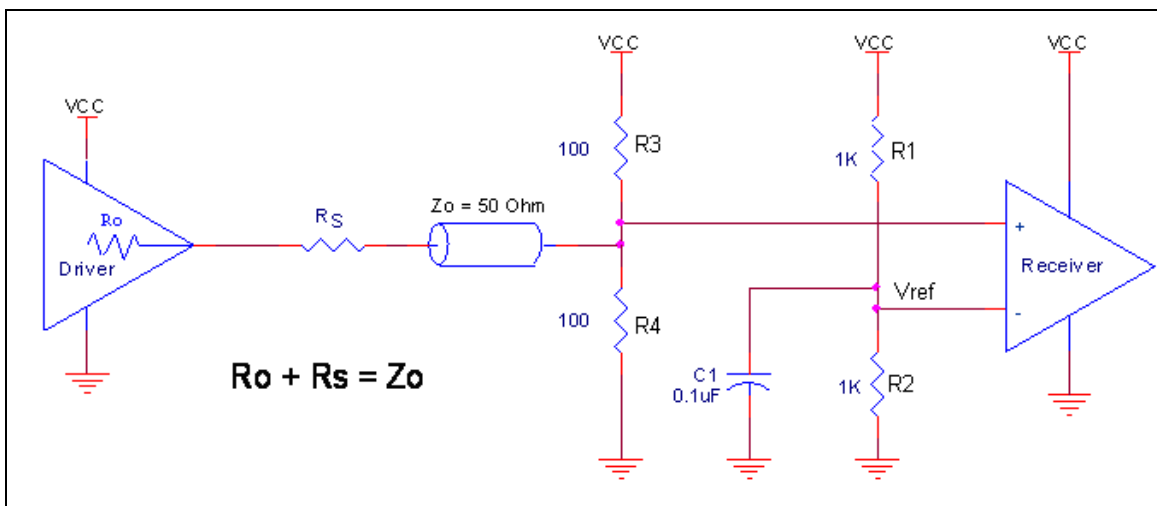 VCC
VCC
VCC
VCC
100
R3
1K
R1
Ro
Driver
RS
Zo = 50 Ohm
+
Receiver
Vref
-
100
R4
Ro + Rs = Zo
C1
0.1uF
1K
R2